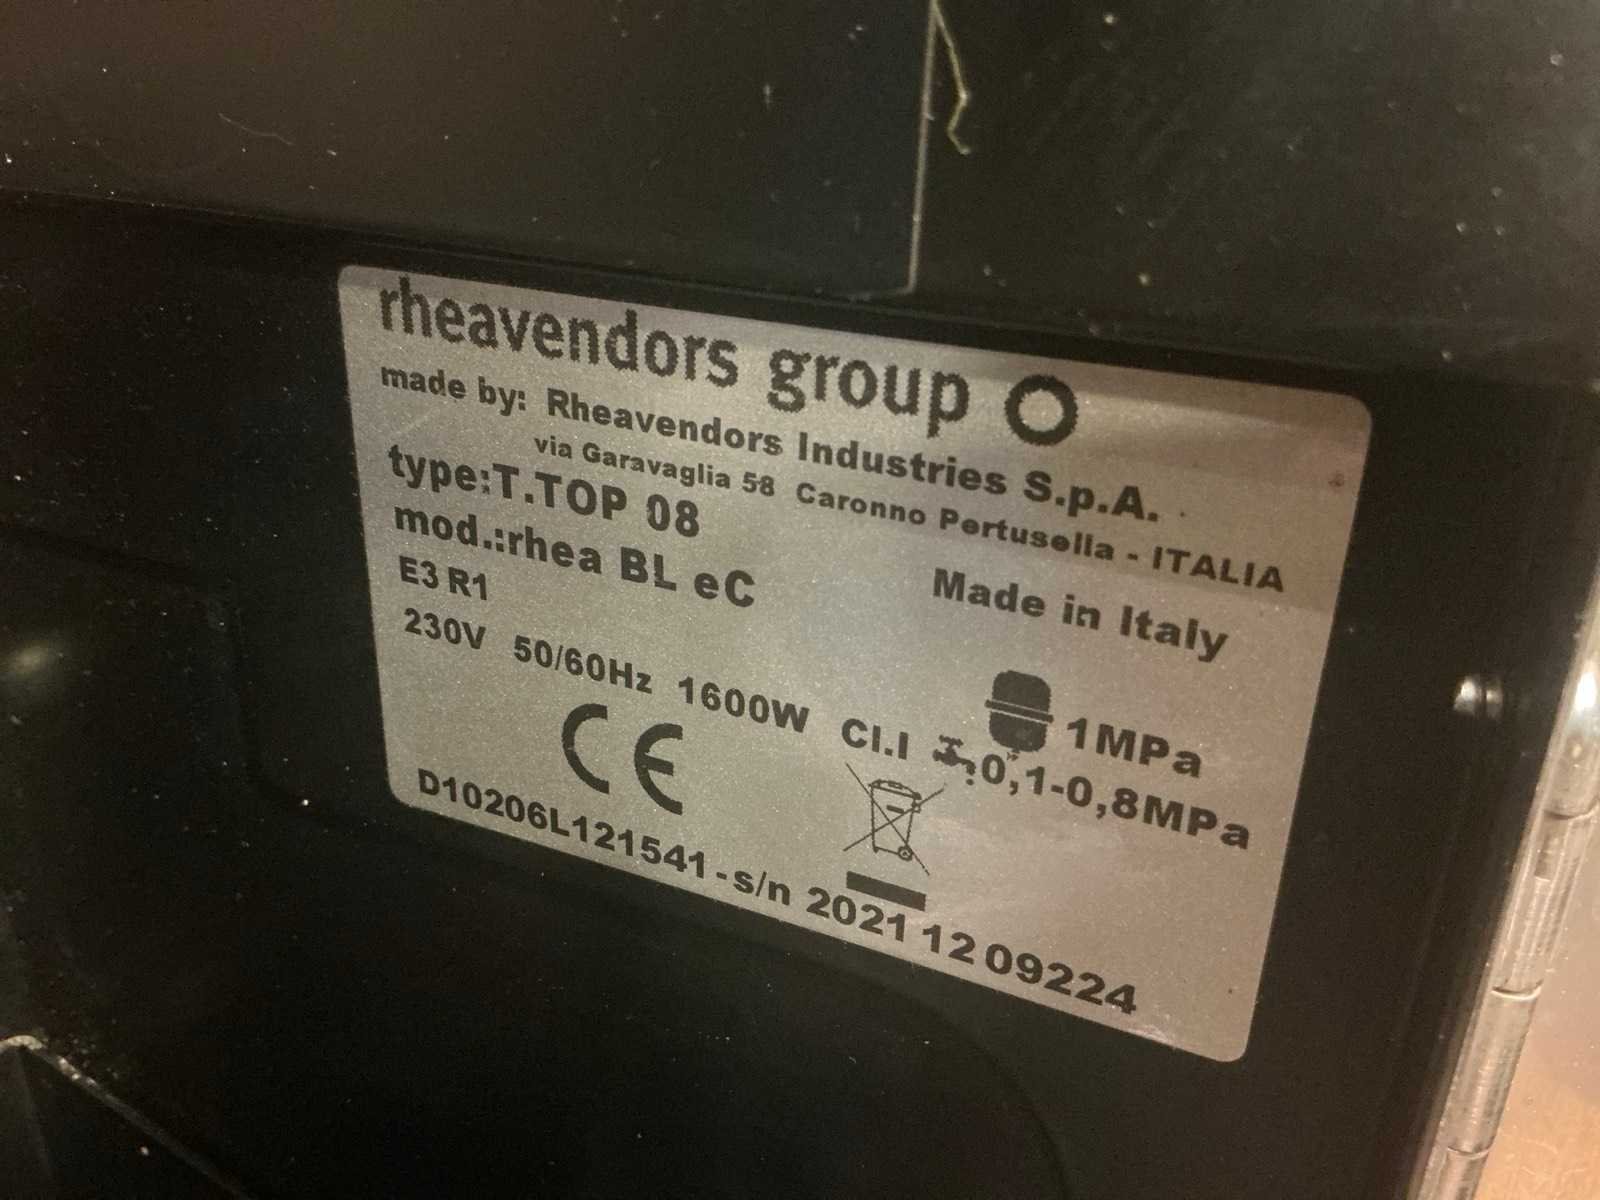 rheavendors group
made by: Rheavendors Industries S.p.A.
via Garavaglia 58 Caronno Pertusella - ITALIA
type:T.TOP 08
mod.:rhea BL eC
Made in Italy
E3 R1
230V 50/60Hz 1600W Cl.I
1MPa
0,1-0,8MPa
CE
D10206L121541-s/n 2021 12 09224